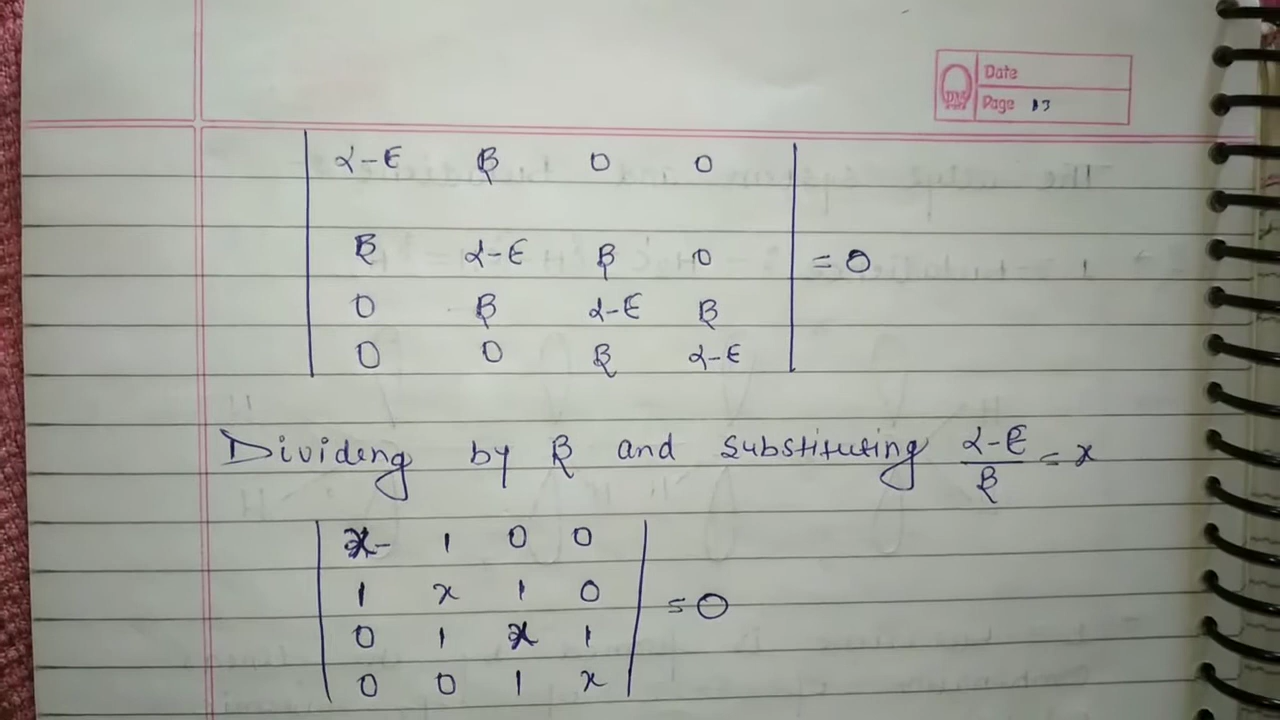 Date
Page 13
α-E β 0 0
β α-E β 0 = 0
0 β α-E β
0 0 β α-E
Divideng by β and substituting α-E/β = x
x 1 0 0
1 x 1 0 = 0
0 1 x 1
0 0 1 x